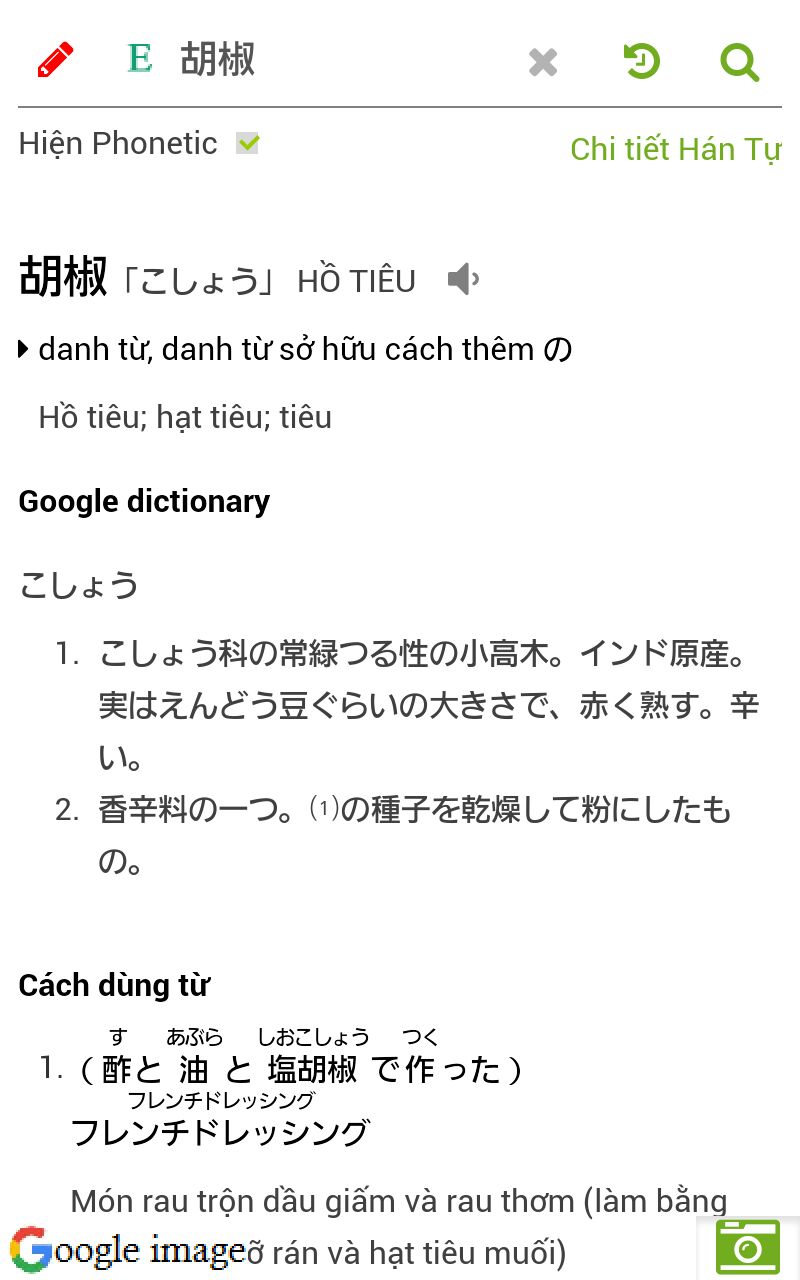 E 胡椒
Hiện Phonetic
Chi tiết Hán Tự
胡椒「こしょう」 HỒ TIÊU
danh từ, danh từ sở hữu cách thêm の
Hồ tiêu; hạt tiêu; tiêu
Google dictionary
こしょう
1. こしょう科の常緑つる性の小高木。インド原産。
実はえんどう豆ぐらいの大きさで、赤く熟す。辛
い。
2. 香辛料の一つ。⑴の種子を乾燥して粉にしたも
の。
Cách dùng từ
す あぶら しおこしょう つく
1. ( 酢と 油 と 塩胡椒 で 作 った )
フレンチドレッシング
フレンチドレッシング
Món rau trộn dầu giấm và rau thơm (làm bằng
Google image rán và hạt tiêu muối)